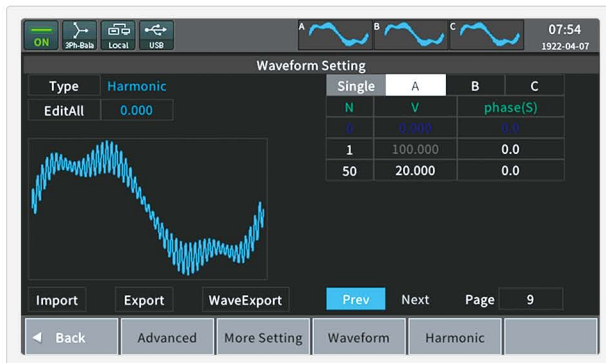 ON 3Ph-Bala Local USB A B C 07:54
1922-04-07
Waveform Setting
Type Harmonic Single A B C
EditAll 0.000 N V phase(S)
0 0.000 0.0
1 100.000 0.0
50 20.000 0.0
Import Export WaveExport Prev Next Page 9
Back Advanced More Setting Waveform Harmonic